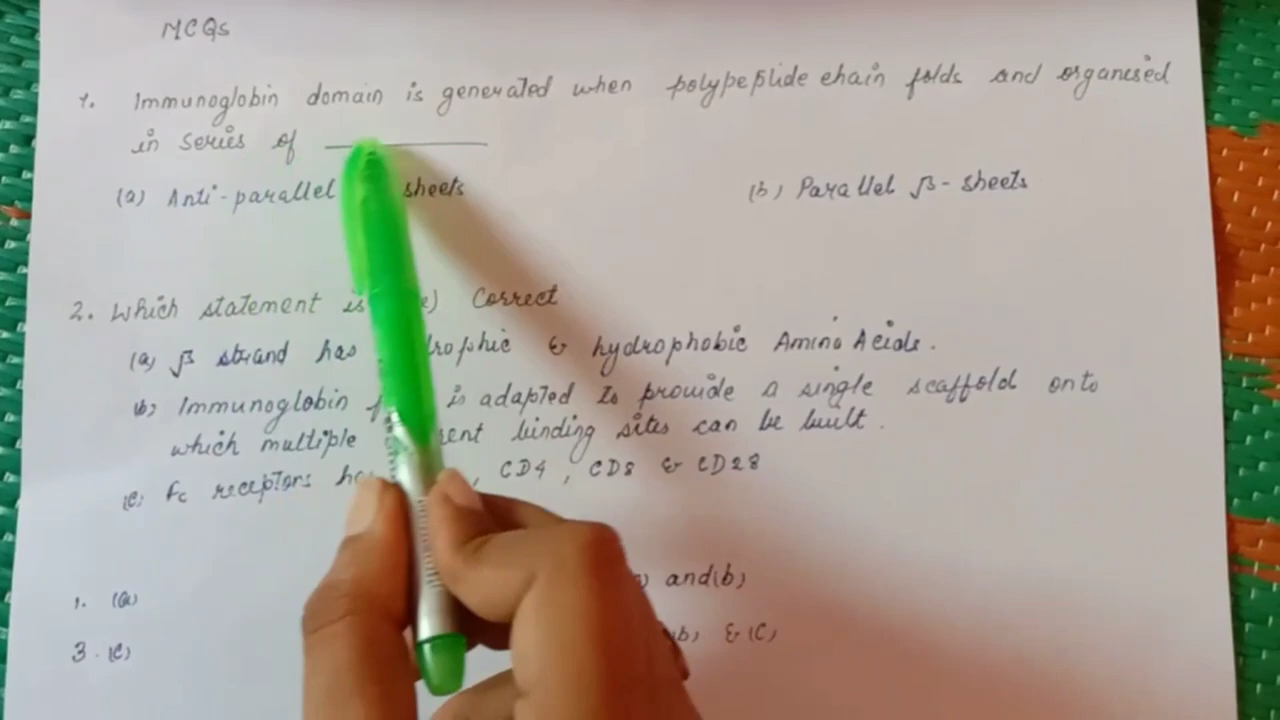 MCQs
1. Immunoglobin domain is generated when polypeptide chain folds and organised
in series of
(a) Anti-parallel sheets (b) Parallel β-sheets
2. Which statement is Correct
(a) β strand has & hydrophobic Amino Acids.
(b) Immunoglobin is adapted to provide a single scaffold onto
which multiple binding sites can be built.
(c) Fc receptors , CD4, CD8 & CD28
1. (a) and (b)
3. (c) & (c)